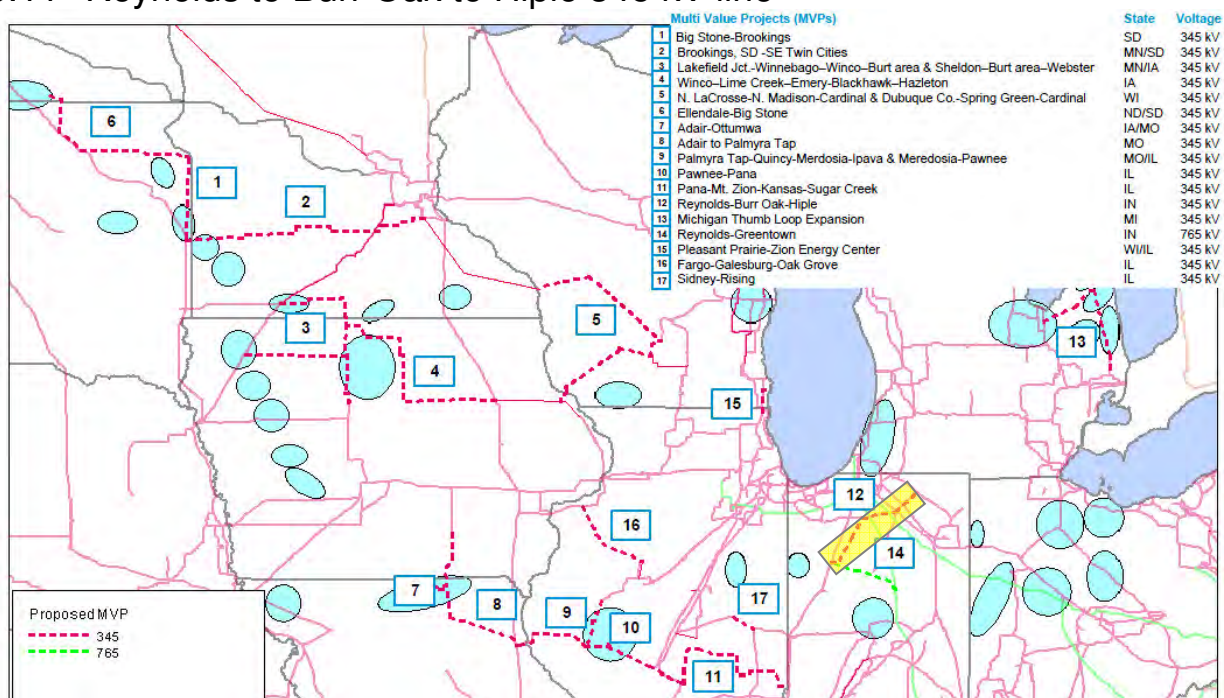 Multi Value Projects (MVPs) State Voltage
1 Big Stone-Brookings SD 345 kV
2 Brookings, SD -SE Twin Cities MN/SD 345 kV
3 Lakefield Jct.-Winnebago–Winco–Burt area & Sheldon–Burt area–Webster MN/IA 345 kV
4 Winco–Lime Creek–Emery–Blackhawk–Hazleton IA 345 kV
5 N. LaCrosse-N. Madison-Cardinal & Dubuque Co.-Spring Green-Cardinal WI 345 kV
6 Ellendale-Big Stone ND/SD 345 kV
7 Adair-Ottumwa IA/MO 345 kV
8 Adair to Palmyra Tap MO 345 kV
9 Palmyra Tap-Quincy-Merdosia-Ipava & Meredosia-Pawnee MO/IL 345 kV
10 Pawnee-Pana IL 345 kV
11 Pana-Mt. Zion-Kansas-Sugar Creek IL 345 kV
12 Reynolds-Burr Oak-Hiple IN 345 kV
13 Michigan Thumb Loop Expansion MI 345 kV
14 Reynolds-Greentown IN 765 kV
15 Pleasant Prairie-Zion Energy Center WI/IL 345 kV
16 Fargo-Galesburg-Oak Grove IL 345 kV
17 Sidney-Rising IL 345 kV
6
1
2
3
5
13
4
15
12
16
14
7
8
9
10
17
11
Proposed MVP
345
765